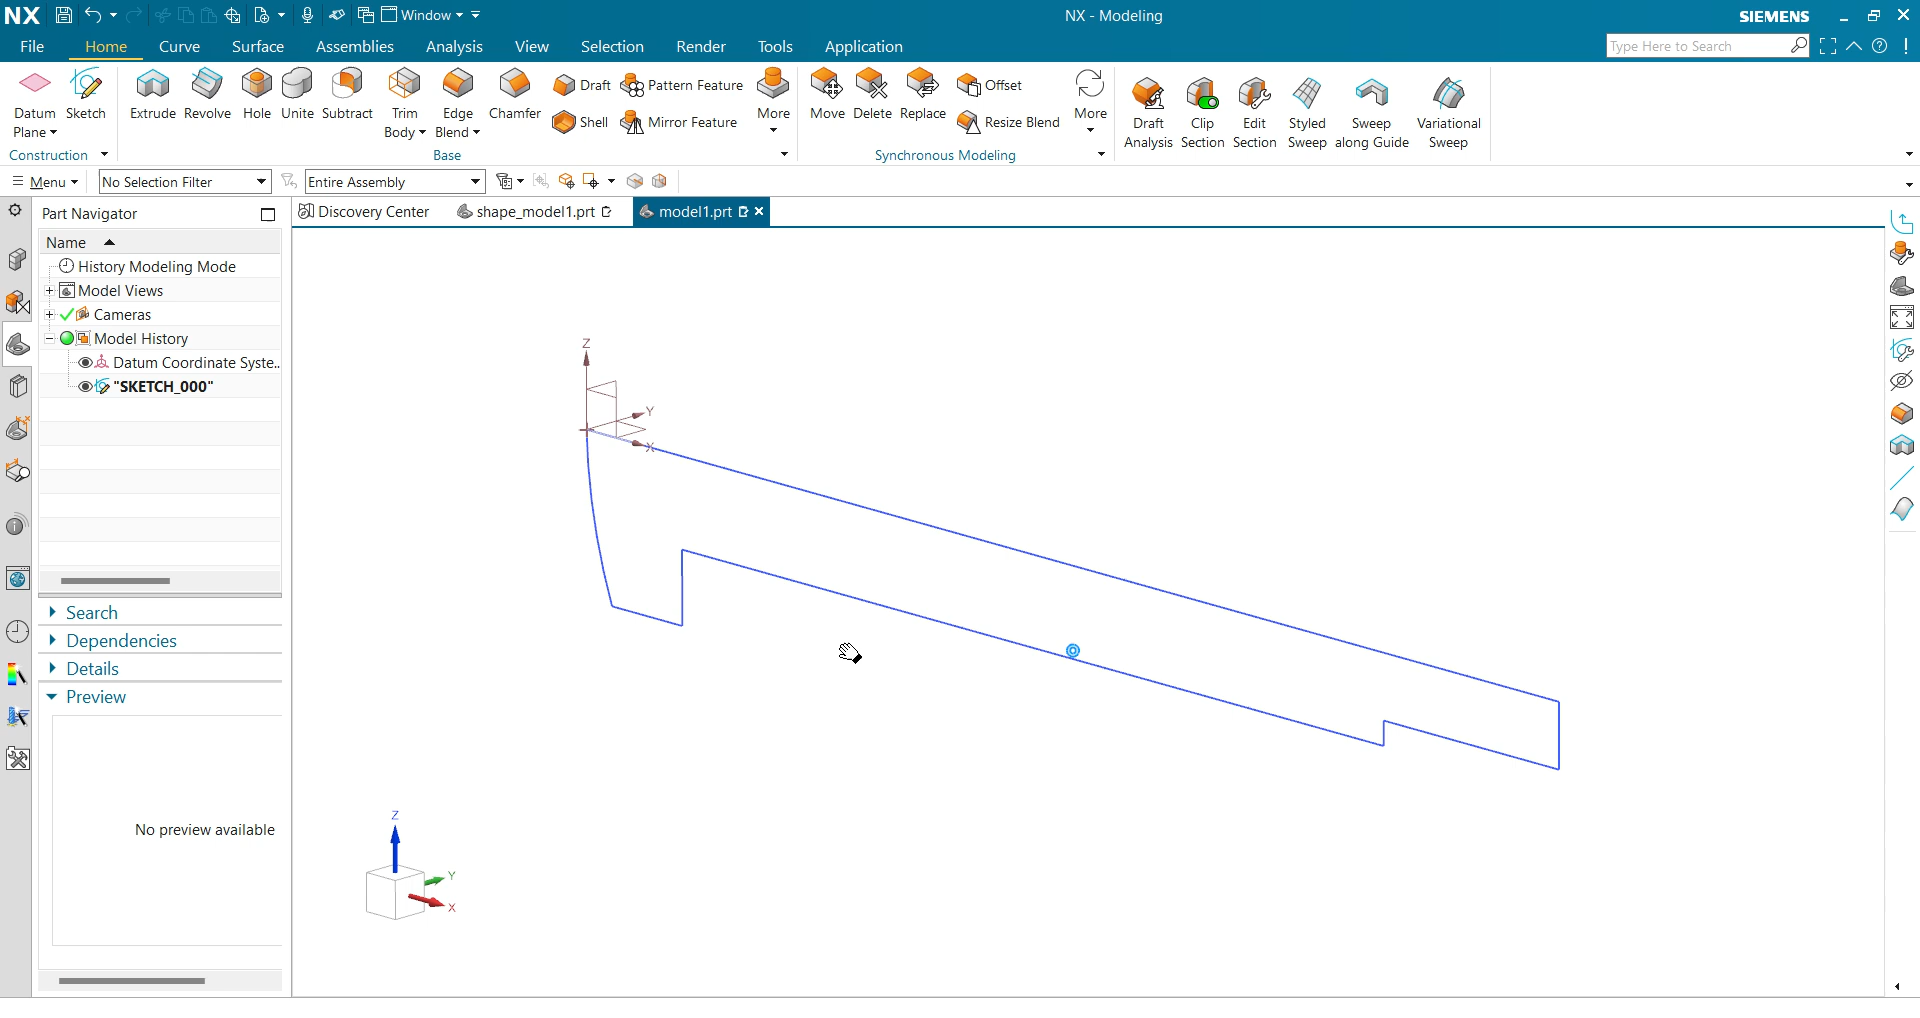 NX
Window
NX - Modeling
SIEMENS
File Home Curve Surface Assemblies Analysis View Selection Render Tools Application
Type Here to Search
Datum Plane
Sketch
Extrude
Revolve
Hole
Unite
Subtract
Trim Body
Edge Blend
Chamfer
Draft
Shell
Pattern Feature
Mirror Feature
More
Move
Delete
Replace
Offset
Resize Blend
More
Draft Analysis
Clip Section
Edit Section
Styled Sweep
Sweep along Guide
Variational Sweep
Construction
Base
Synchronous Modeling
Menu
No Selection Filter
Entire Assembly
Part Navigator
Discovery Center
shape_model1.prt
model1.prt
Name
History Modeling Mode
Model Views
Cameras
Model History
Datum Coordinate Syste..
"SKETCH_000"
Search
Dependencies
Details
Preview
No preview available
Z
Y
X
Z
Y
X